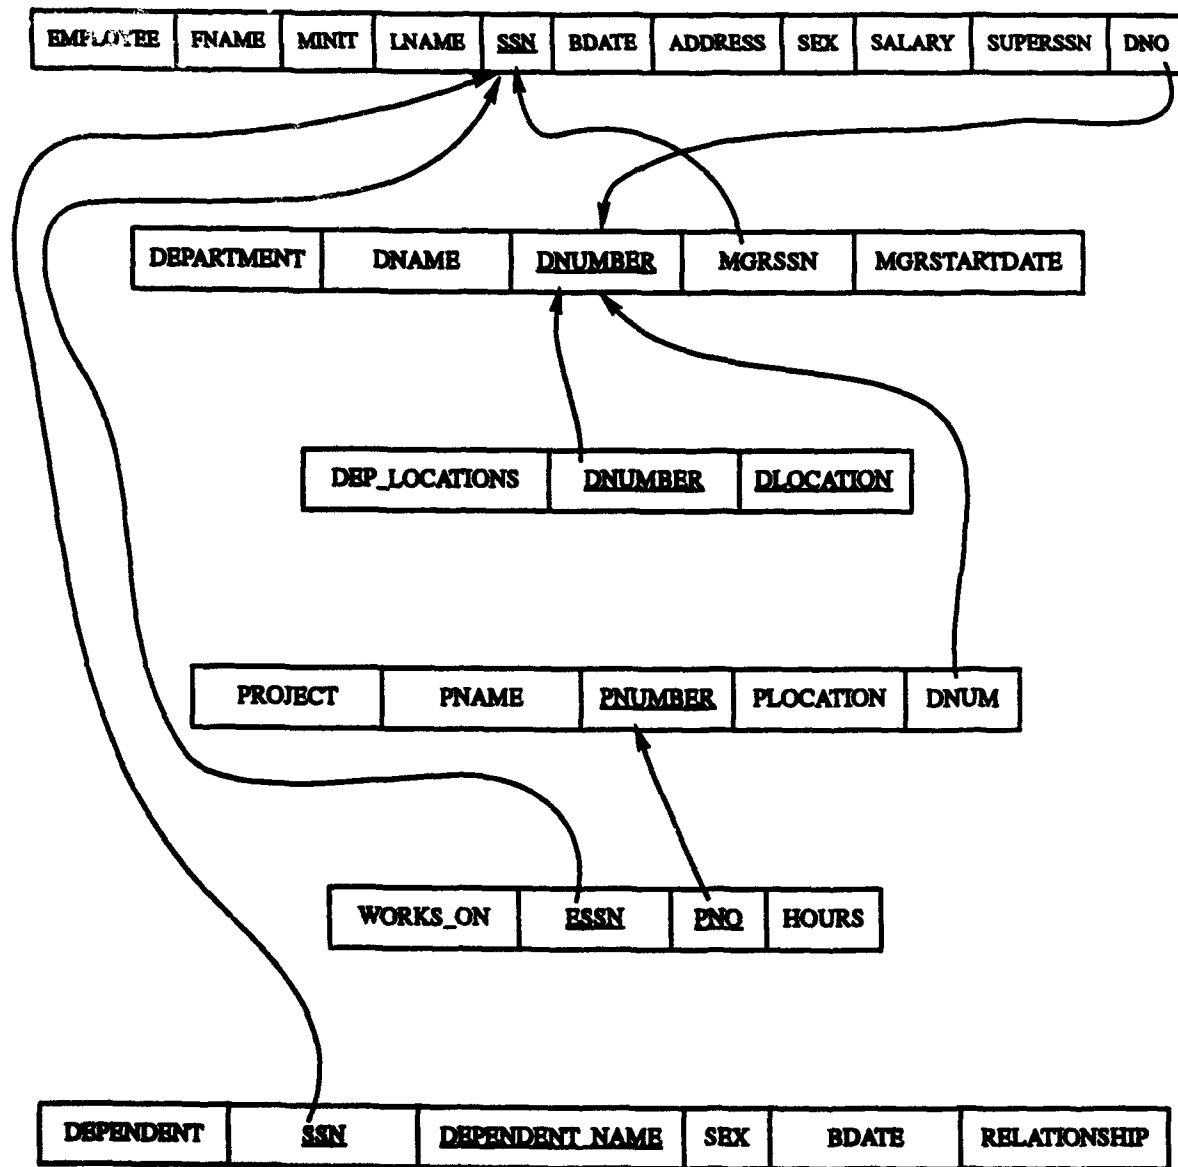 EMPLOYEE FNAME MINIT LNAME SSN BDATE ADDRESS SEX SALARY SUPERSSN DNO
DEPARTMENT DNAME DNUMBER MGRSSN MGRSTARTDATE
DEP_LOCATIONS DNUMBER DLOCATION
PROJECT PNAME PNUMBER PLOCATION DNUM
WORKS_ON ESSN PNO HOURS
DEPENDENT SSN DEPENDENT_NAME SEX BDATE RELATIONSHIP